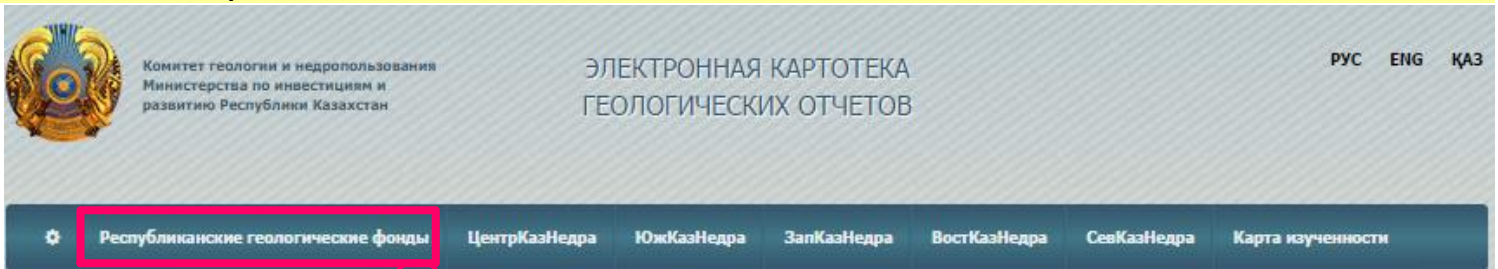 Комитет геологии и недропользования
Министерства по инвестициям и
развитию Республики Казахстан
ЭЛЕКТРОННАЯ КАРТОТЕКА
ГЕОЛОГИЧЕСКИХ ОТЧЕТОВ
РУС ENG ҚАЗ
Республиканские геологические фонды ЦентрКазНедра ЮжКазНедра ЗапКазНедра ВостКазНедра СевКазНедра Карта изученности